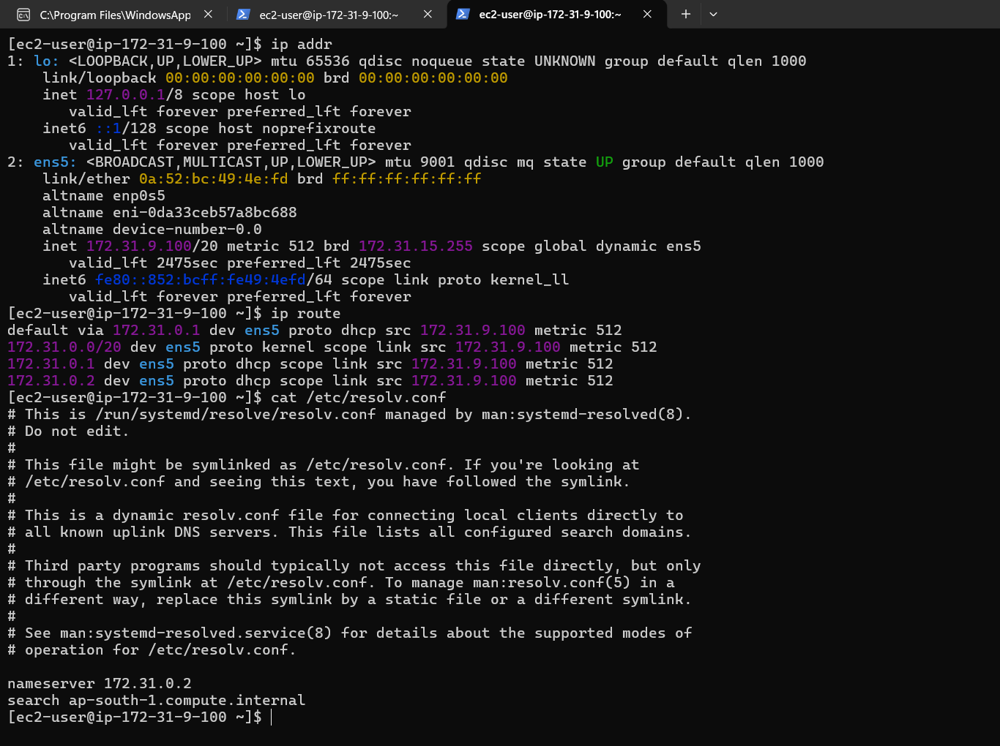 C:\Program Files\WindowsApp
ec2-user@ip-172-31-9-100:~
ec2-user@ip-172-31-9-100:~
[ec2-user@ip-172-31-9-100 ~]$ ip addr
1: lo: <LOOPBACK,UP,LOWER_UP> mtu 65536 qdisc noqueue state UNKNOWN group default qlen 1000
    link/loopback 00:00:00:00:00:00 brd 00:00:00:00:00:00
    inet 127.0.0.1/8 scope host lo
       valid_lft forever preferred_lft forever
    inet6 ::1/128 scope host noprefixroute
       valid_lft forever preferred_lft forever
2: ens5: <BROADCAST,MULTICAST,UP,LOWER_UP> mtu 9001 qdisc mq state UP group default qlen 1000
    link/ether 0a:52:bc:49:4e:fd brd ff:ff:ff:ff:ff:ff
    altname enp0s5
    altname eni-0da33ceb57a8bc688
    altname device-number-0.0
    inet 172.31.9.100/20 metric 512 brd 172.31.15.255 scope global dynamic ens5
       valid_lft 2475sec preferred_lft 2475sec
    inet6 fe80::852:bcff:fe49:4efd/64 scope link proto kernel_ll
       valid_lft forever preferred_lft forever
[ec2-user@ip-172-31-9-100 ~]$ ip route
default via 172.31.0.1 dev ens5 proto dhcp src 172.31.9.100 metric 512
172.31.0.0/20 dev ens5 proto kernel scope link src 172.31.9.100 metric 512
172.31.0.1 dev ens5 proto dhcp scope link src 172.31.9.100 metric 512
172.31.0.2 dev ens5 proto dhcp scope link src 172.31.9.100 metric 512
[ec2-user@ip-172-31-9-100 ~]$ cat /etc/resolv.conf
# This is /run/systemd/resolve/resolv.conf managed by man:systemd-resolved(8).
# Do not edit.
#
# This file might be symlinked as /etc/resolv.conf. If you're looking at
# /etc/resolv.conf and seeing this text, you have followed the symlink.
#
# This is a dynamic resolv.conf file for connecting local clients directly to
# all known uplink DNS servers. This file lists all configured search domains.
#
# Third party programs should typically not access this file directly, but only
# through the symlink at /etc/resolv.conf. To manage man:resolv.conf(5) in a
# different way, replace this symlink by a static file or a different symlink.
#
# See man:systemd-resolved.service(8) for details about the supported modes of
# operation for /etc/resolv.conf.

nameserver 172.31.0.2
search ap-south-1.compute.internal
[ec2-user@ip-172-31-9-100 ~]$